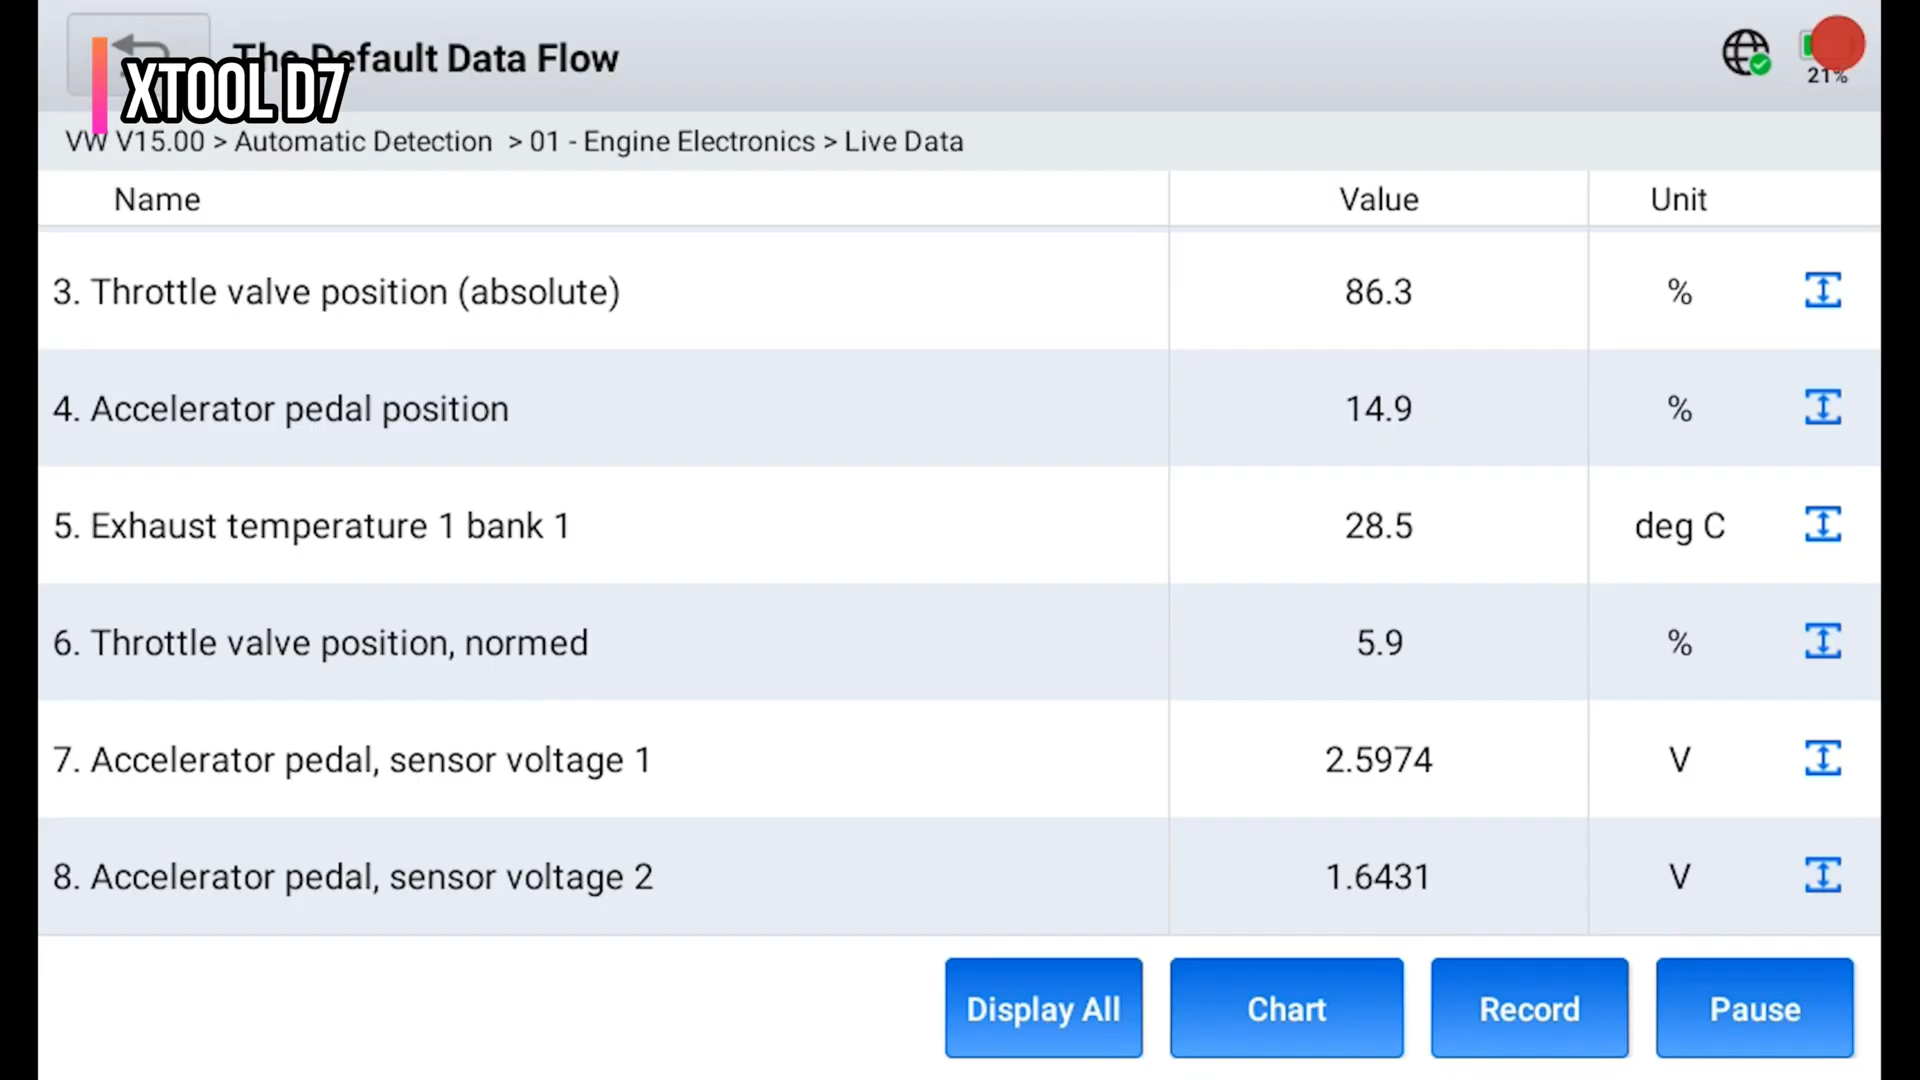 The Default Data Flow
XTOOL D7
21%
VW V15.00 > Automatic Detection > 01 - Engine Electronics > Live Data
Name Value Unit
3. Throttle valve position (absolute) 86.3 %
4. Accelerator pedal position 14.9 %
5. Exhaust temperature 1 bank 1 28.5 deg C
6. Throttle valve position, normed 5.9 %
7. Accelerator pedal, sensor voltage 1 2.5974 V
8. Accelerator pedal, sensor voltage 2 1.6431 V
Display All Chart Record Pause